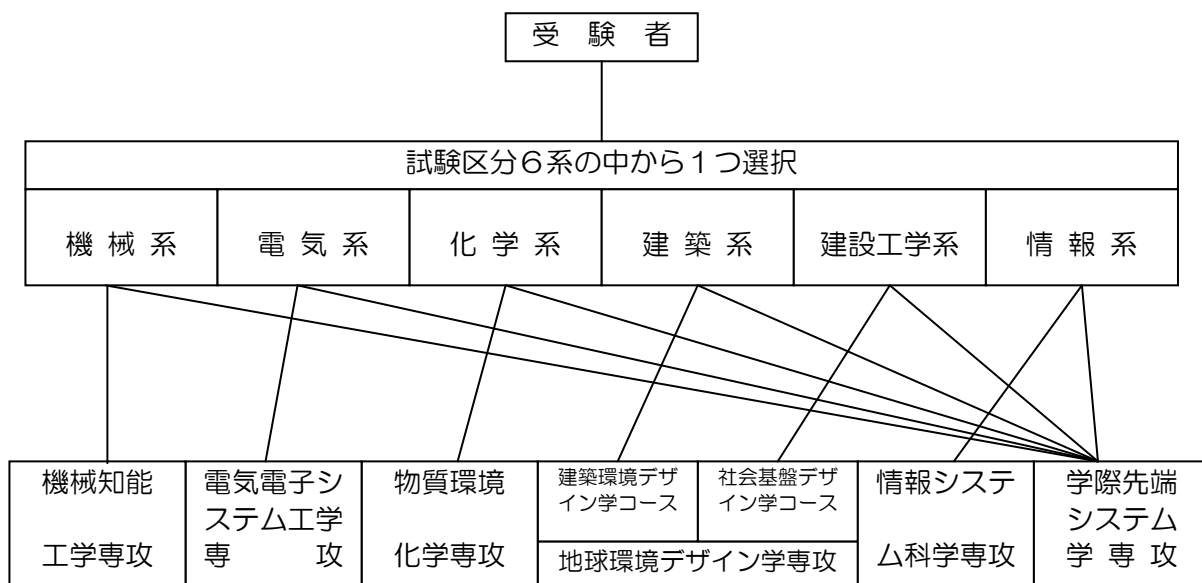 受 験 者
試験区分6系の中から1つ選択
機 械 系
電 気 系
化 学 系
建 築 系
建設工学系
情 報 系
機械知能
工学専攻
電気電子シ
ステム工学
専 攻
物質環境
化学専攻
建築環境デザ
イン学コース
社会基盤デザ
イン学コース
地球環境デザイン学専攻
情報システ
ム科学専攻
学際先端
システム
学 専 攻